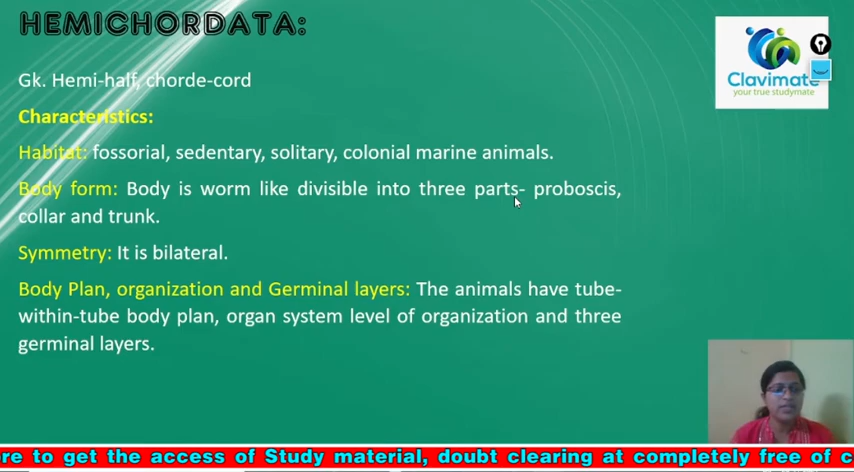 HEMICHORDATA:
Gk. Hemi-half, chorde-cord
Characteristics:
Habitat: fossorial, sedentary, solitary, colonial marine animals.
Body form: Body is worm like divisible into three parts- proboscis,
collar and trunk.
Symmetry: It is bilateral.
Body Plan, organization and Germinal layers: The animals have tube-
within-tube body plan, organ system level of organization and three
germinal layers.
Clavimate
your true studymate
re to get the access of Study material, doubt clearing at completely free of c